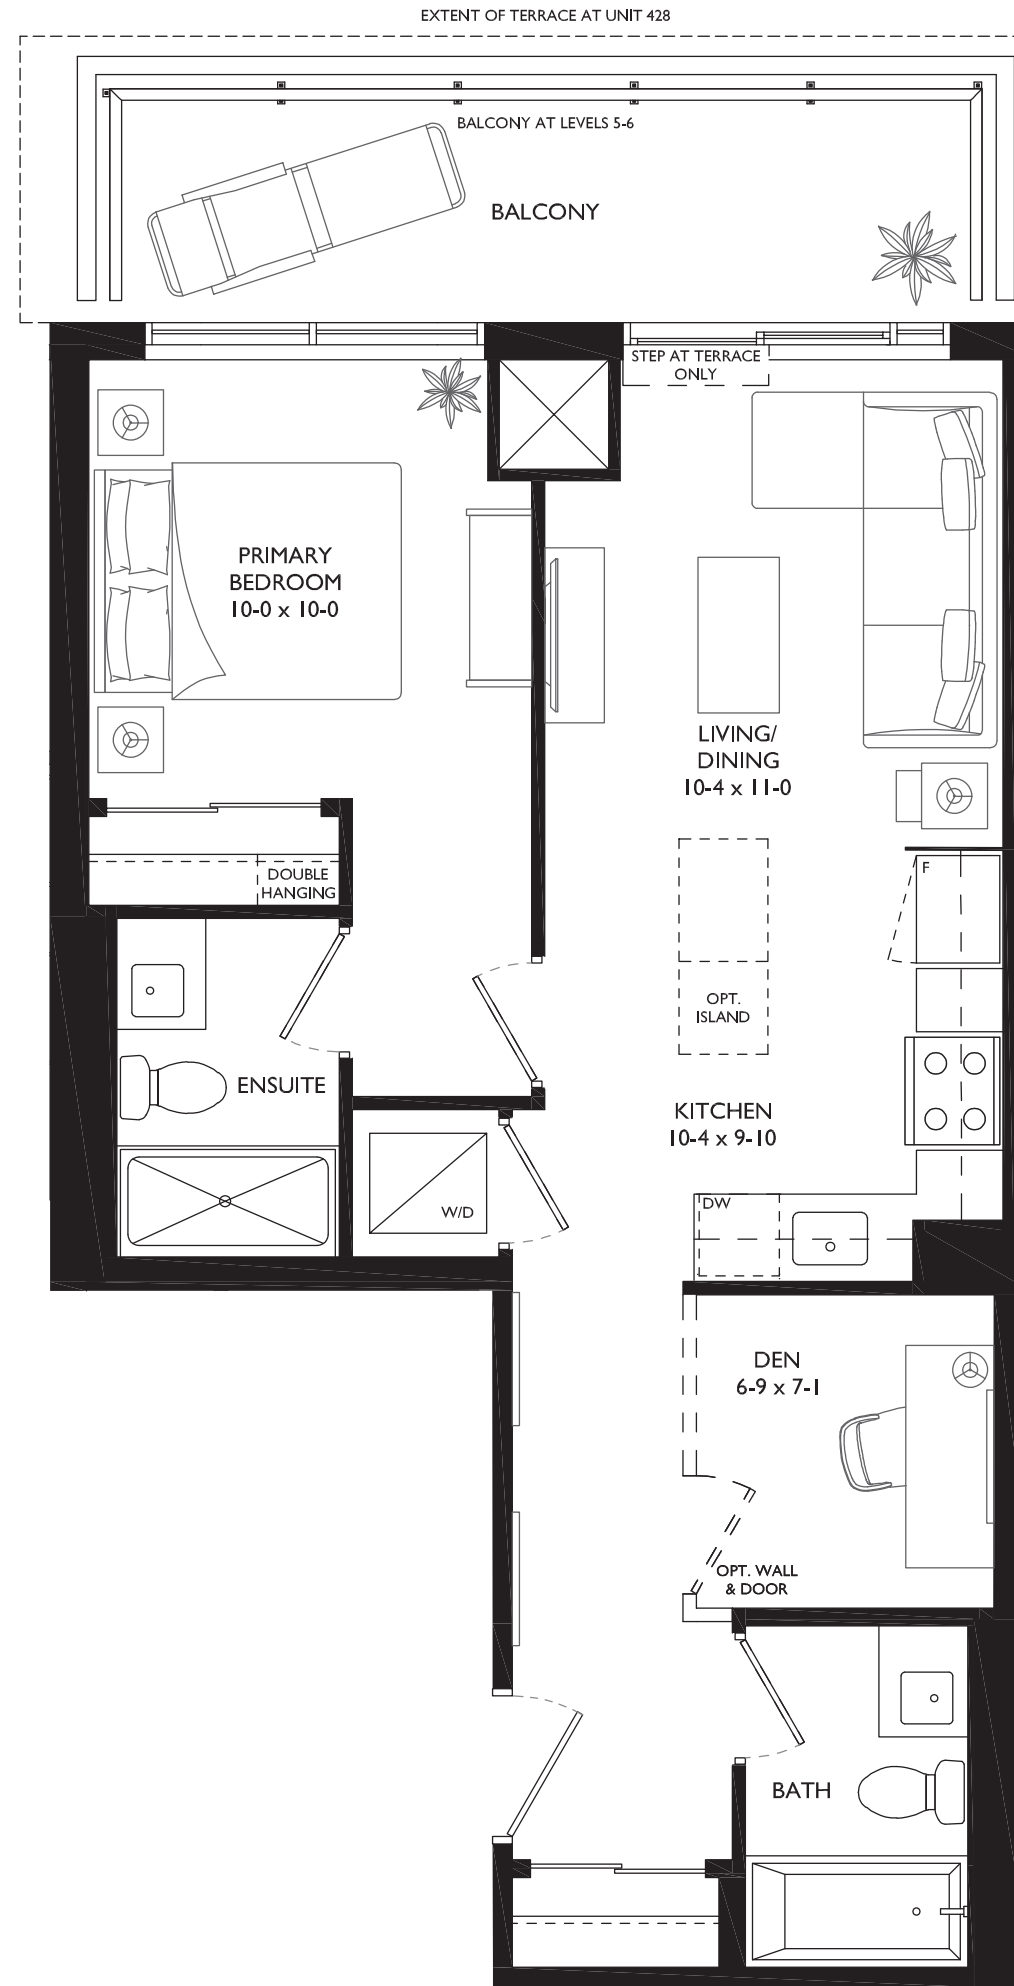 EXTENT OF TERRACE AT UNIT 428
BALCONY AT LEVELS 5-6
BALCONY
STEP AT TERRACE
ONLY
PRIMARY
BEDROOM
10-0 x 10-0
LIVING/
DINING
10-4 x 11-0
DOUBLE
HANGING
F
OPT.
ISLAND
ENSUITE
KITCHEN
10-4 x 9-10
W/D
DW
DEN
6-9 x 7-1
OPT. WALL
& DOOR
BATH